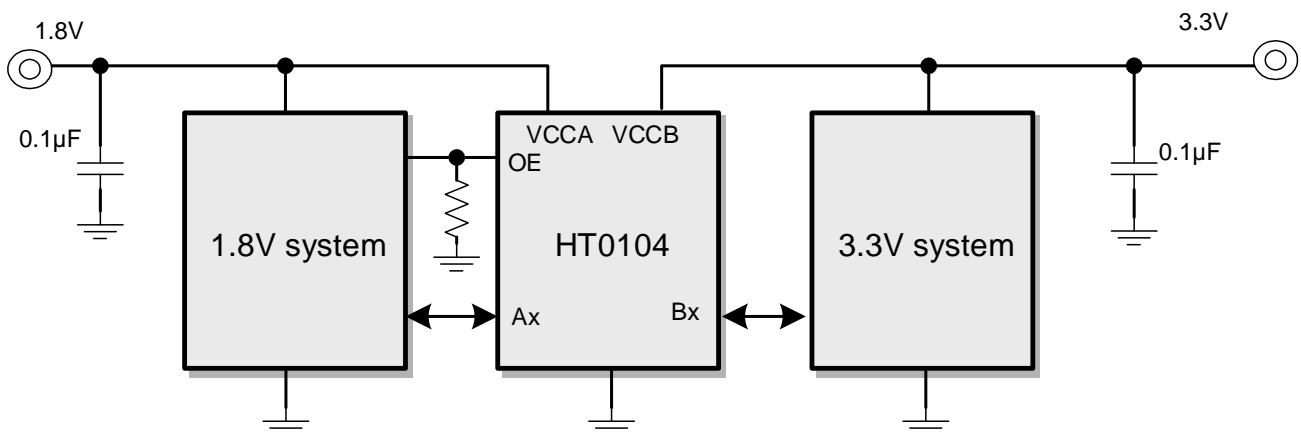 1.8V
3.3V
0.1µF
VCCA VCCB
OE
0.1µF
1.8V system
HT0104
3.3V system
Ax
Bx